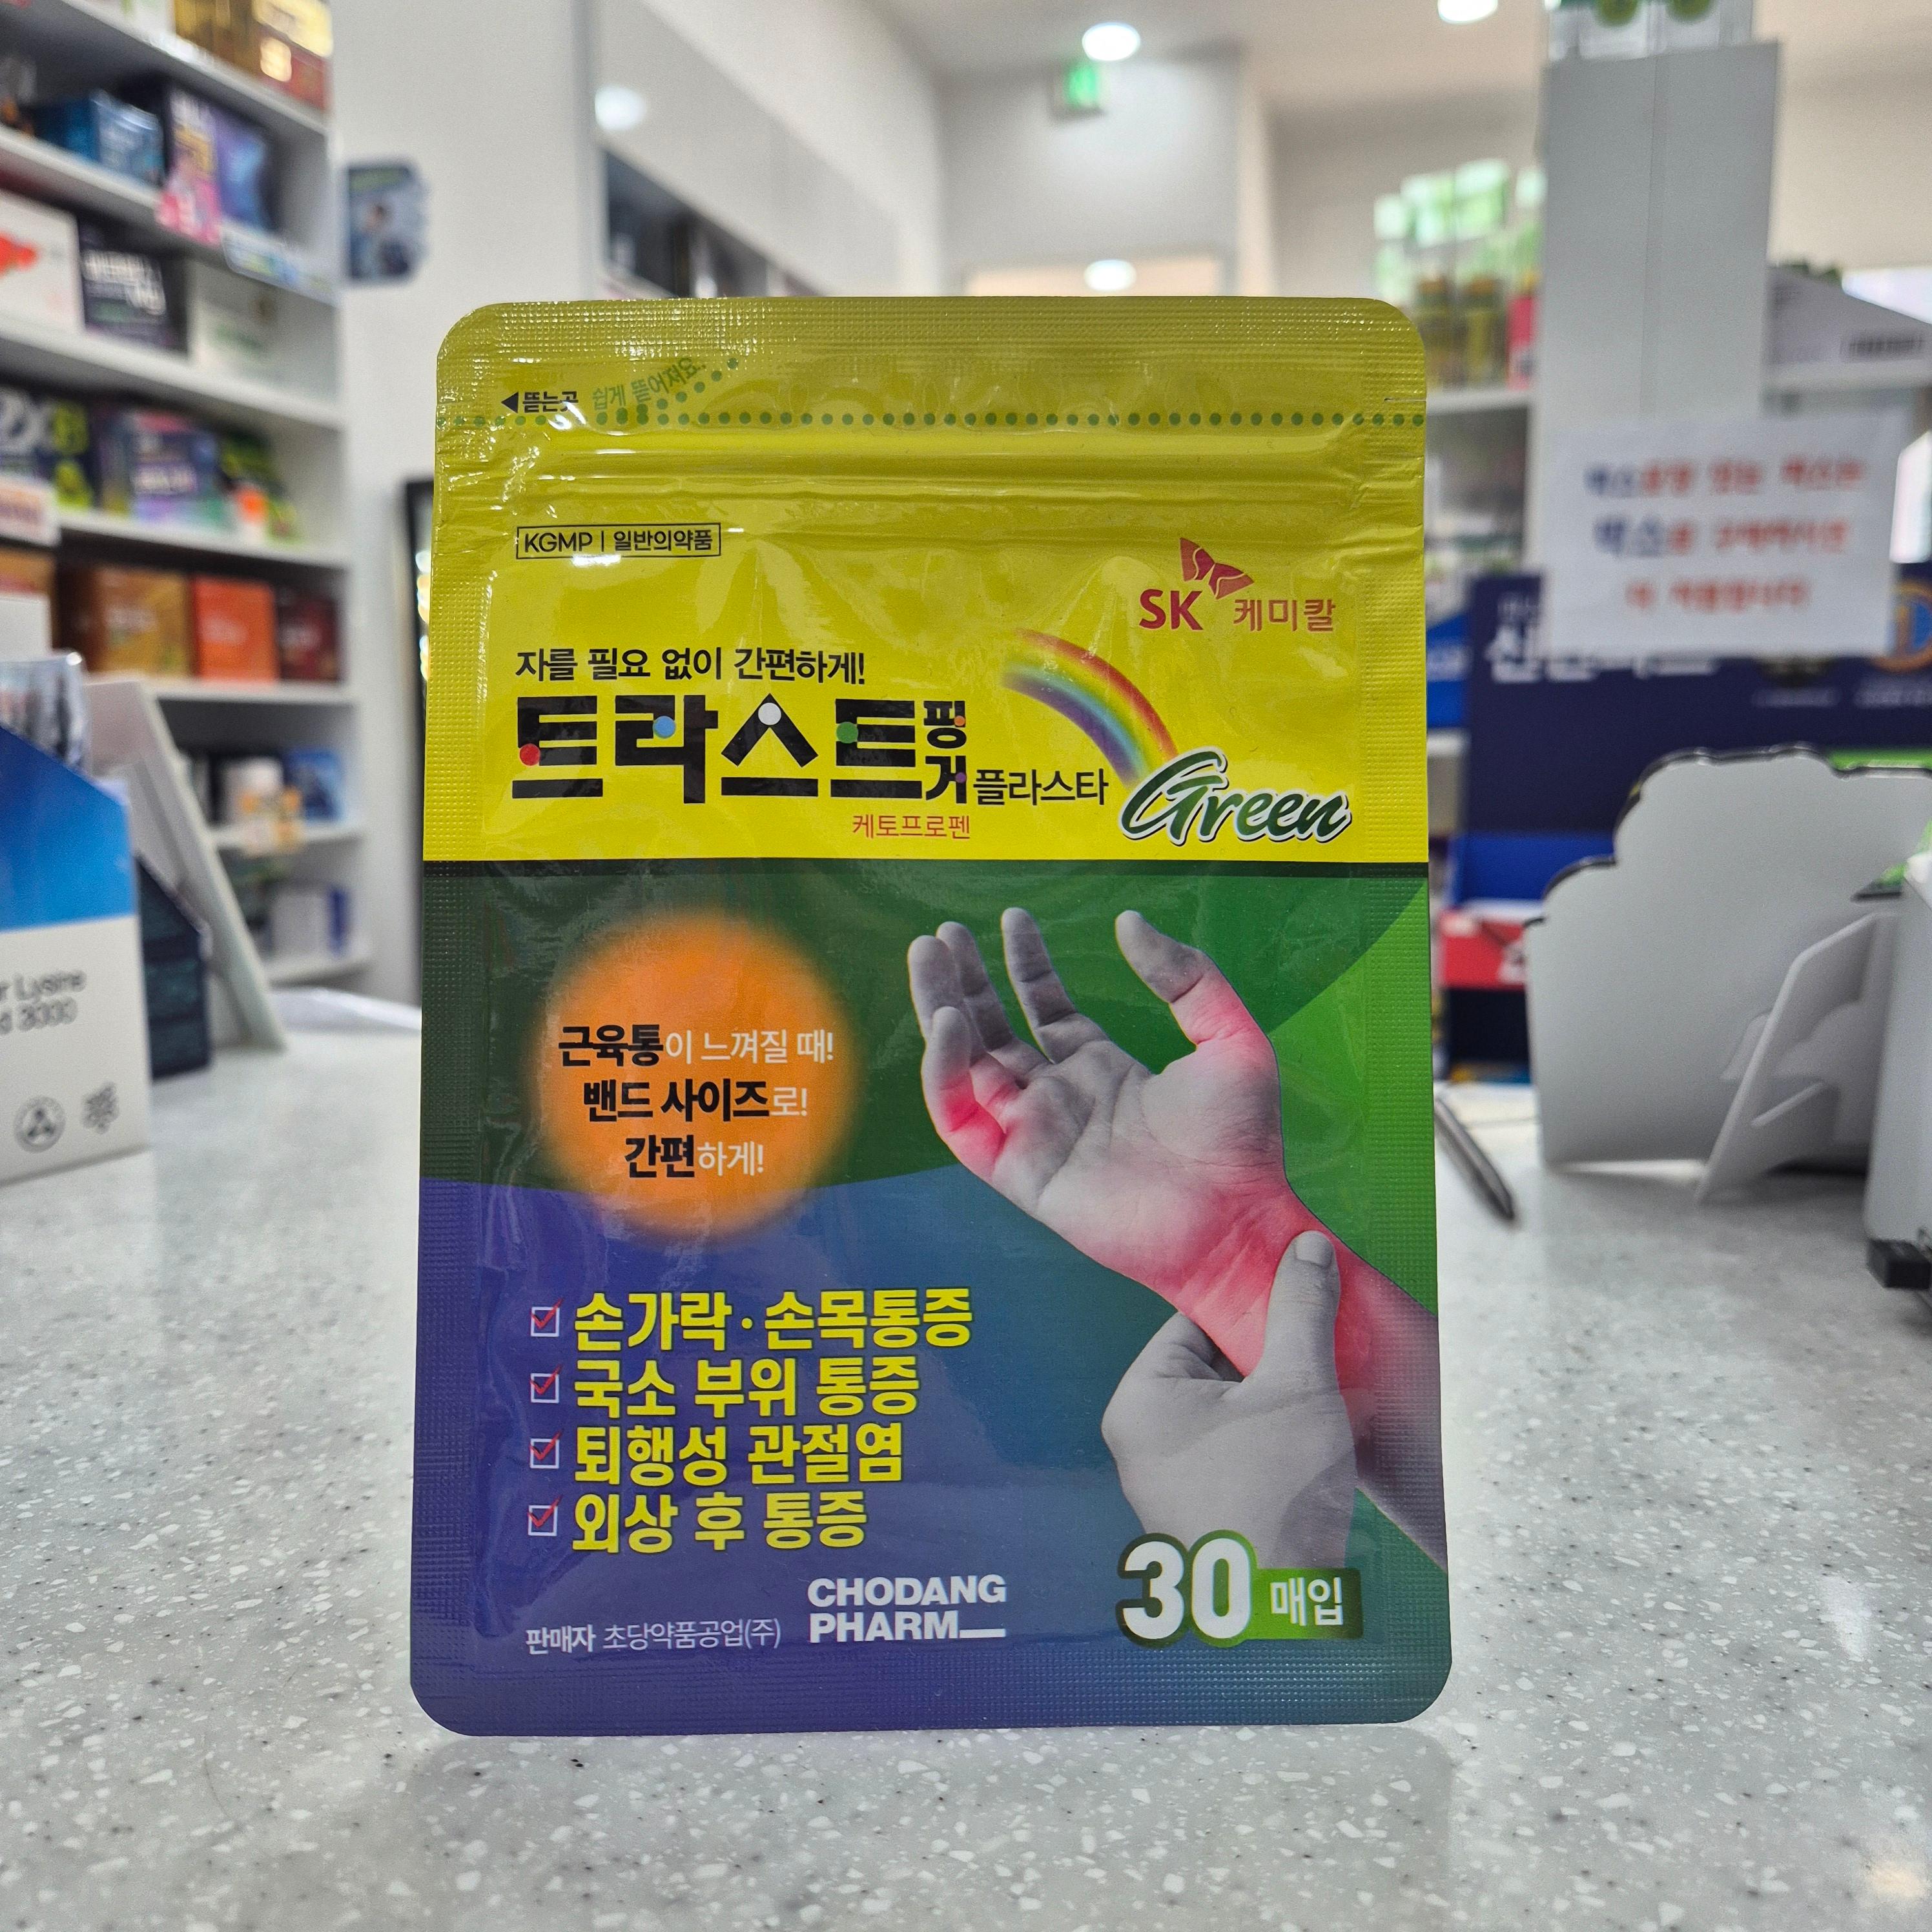 ◀뜯는곳 쉽게 뜯어져요
KGMP | 일반의약품
SK 케미칼
자를 필요 없이 간편하게!
트라스트핑거플라스타
Green
케토프로펜
근육통이 느껴질 때!
밴드 사이즈로!
간편하게!
손가락·손목통증
국소 부위 통증
퇴행성 관절염
외상 후 통증
판매자 초당약품공업(주)
CHODANG
PHARM
30매입
Lysine
3000